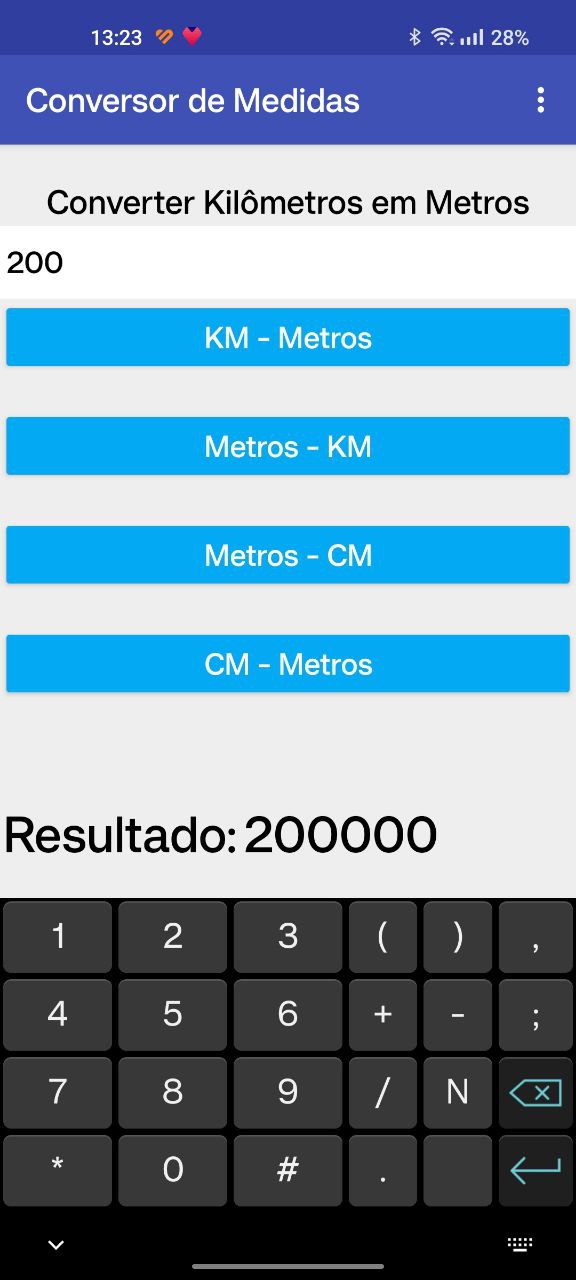 13:23 28%
Conversor de Medidas
Converter Kilômetros em Metros
200
KM - Metros
Metros - KM
Metros - CM
CM - Metros
Resultado: 200000
1 2 3 ( ) ,
4 5 6 + - ;
7 8 9 / N
* 0 # .